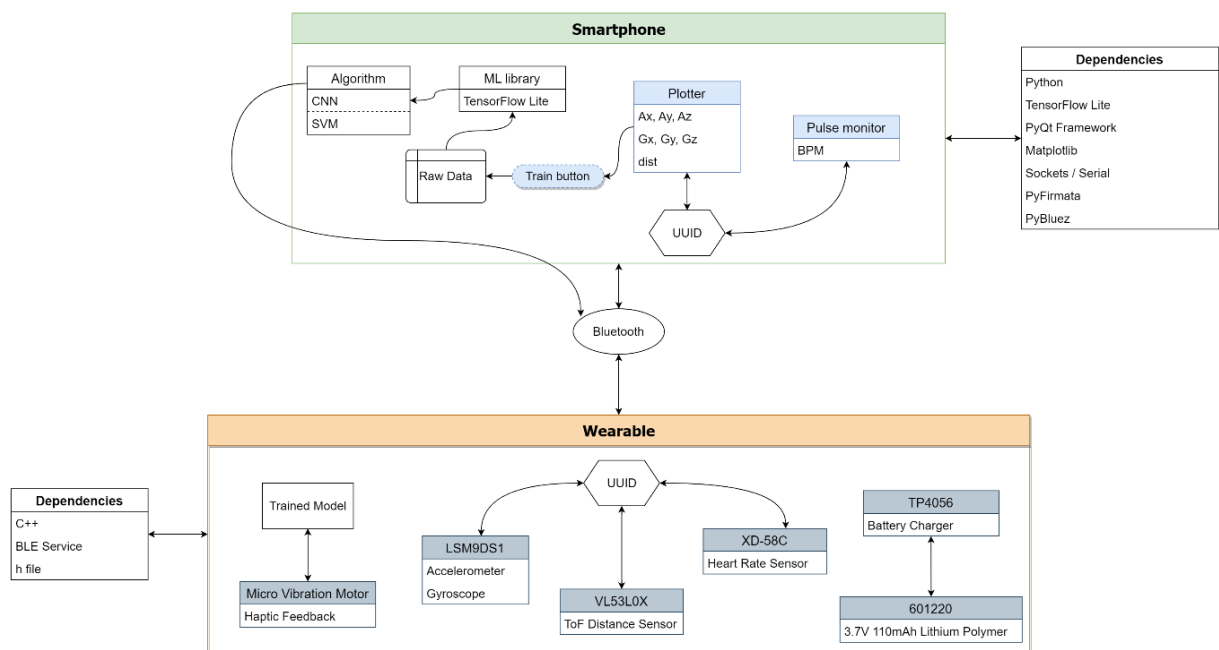 Smartphone
Algorithm
CNN
SVM
ML library
TensorFlow Lite
Raw Data
Train button
Plotter
Ax, Ay, Az
Gx, Gy, Gz
dist
Pulse monitor
BPM
UUID
Dependencies
Python
TensorFlow Lite
PyQt Framework
Matplotlib
Sockets / Serial
PyFirmata
PyBluez
Bluetooth
Wearable
Dependencies
C++
BLE Service
h file
Trained Model
Micro Vibration Motor
Haptic Feedback
UUID
LSM9DS1
Accelerometer
Gyroscope
VL53L0X
ToF Distance Sensor
XD-58C
Heart Rate Sensor
TP4056
Battery Charger
601220
3.7V 110mAh Lithium Polymer